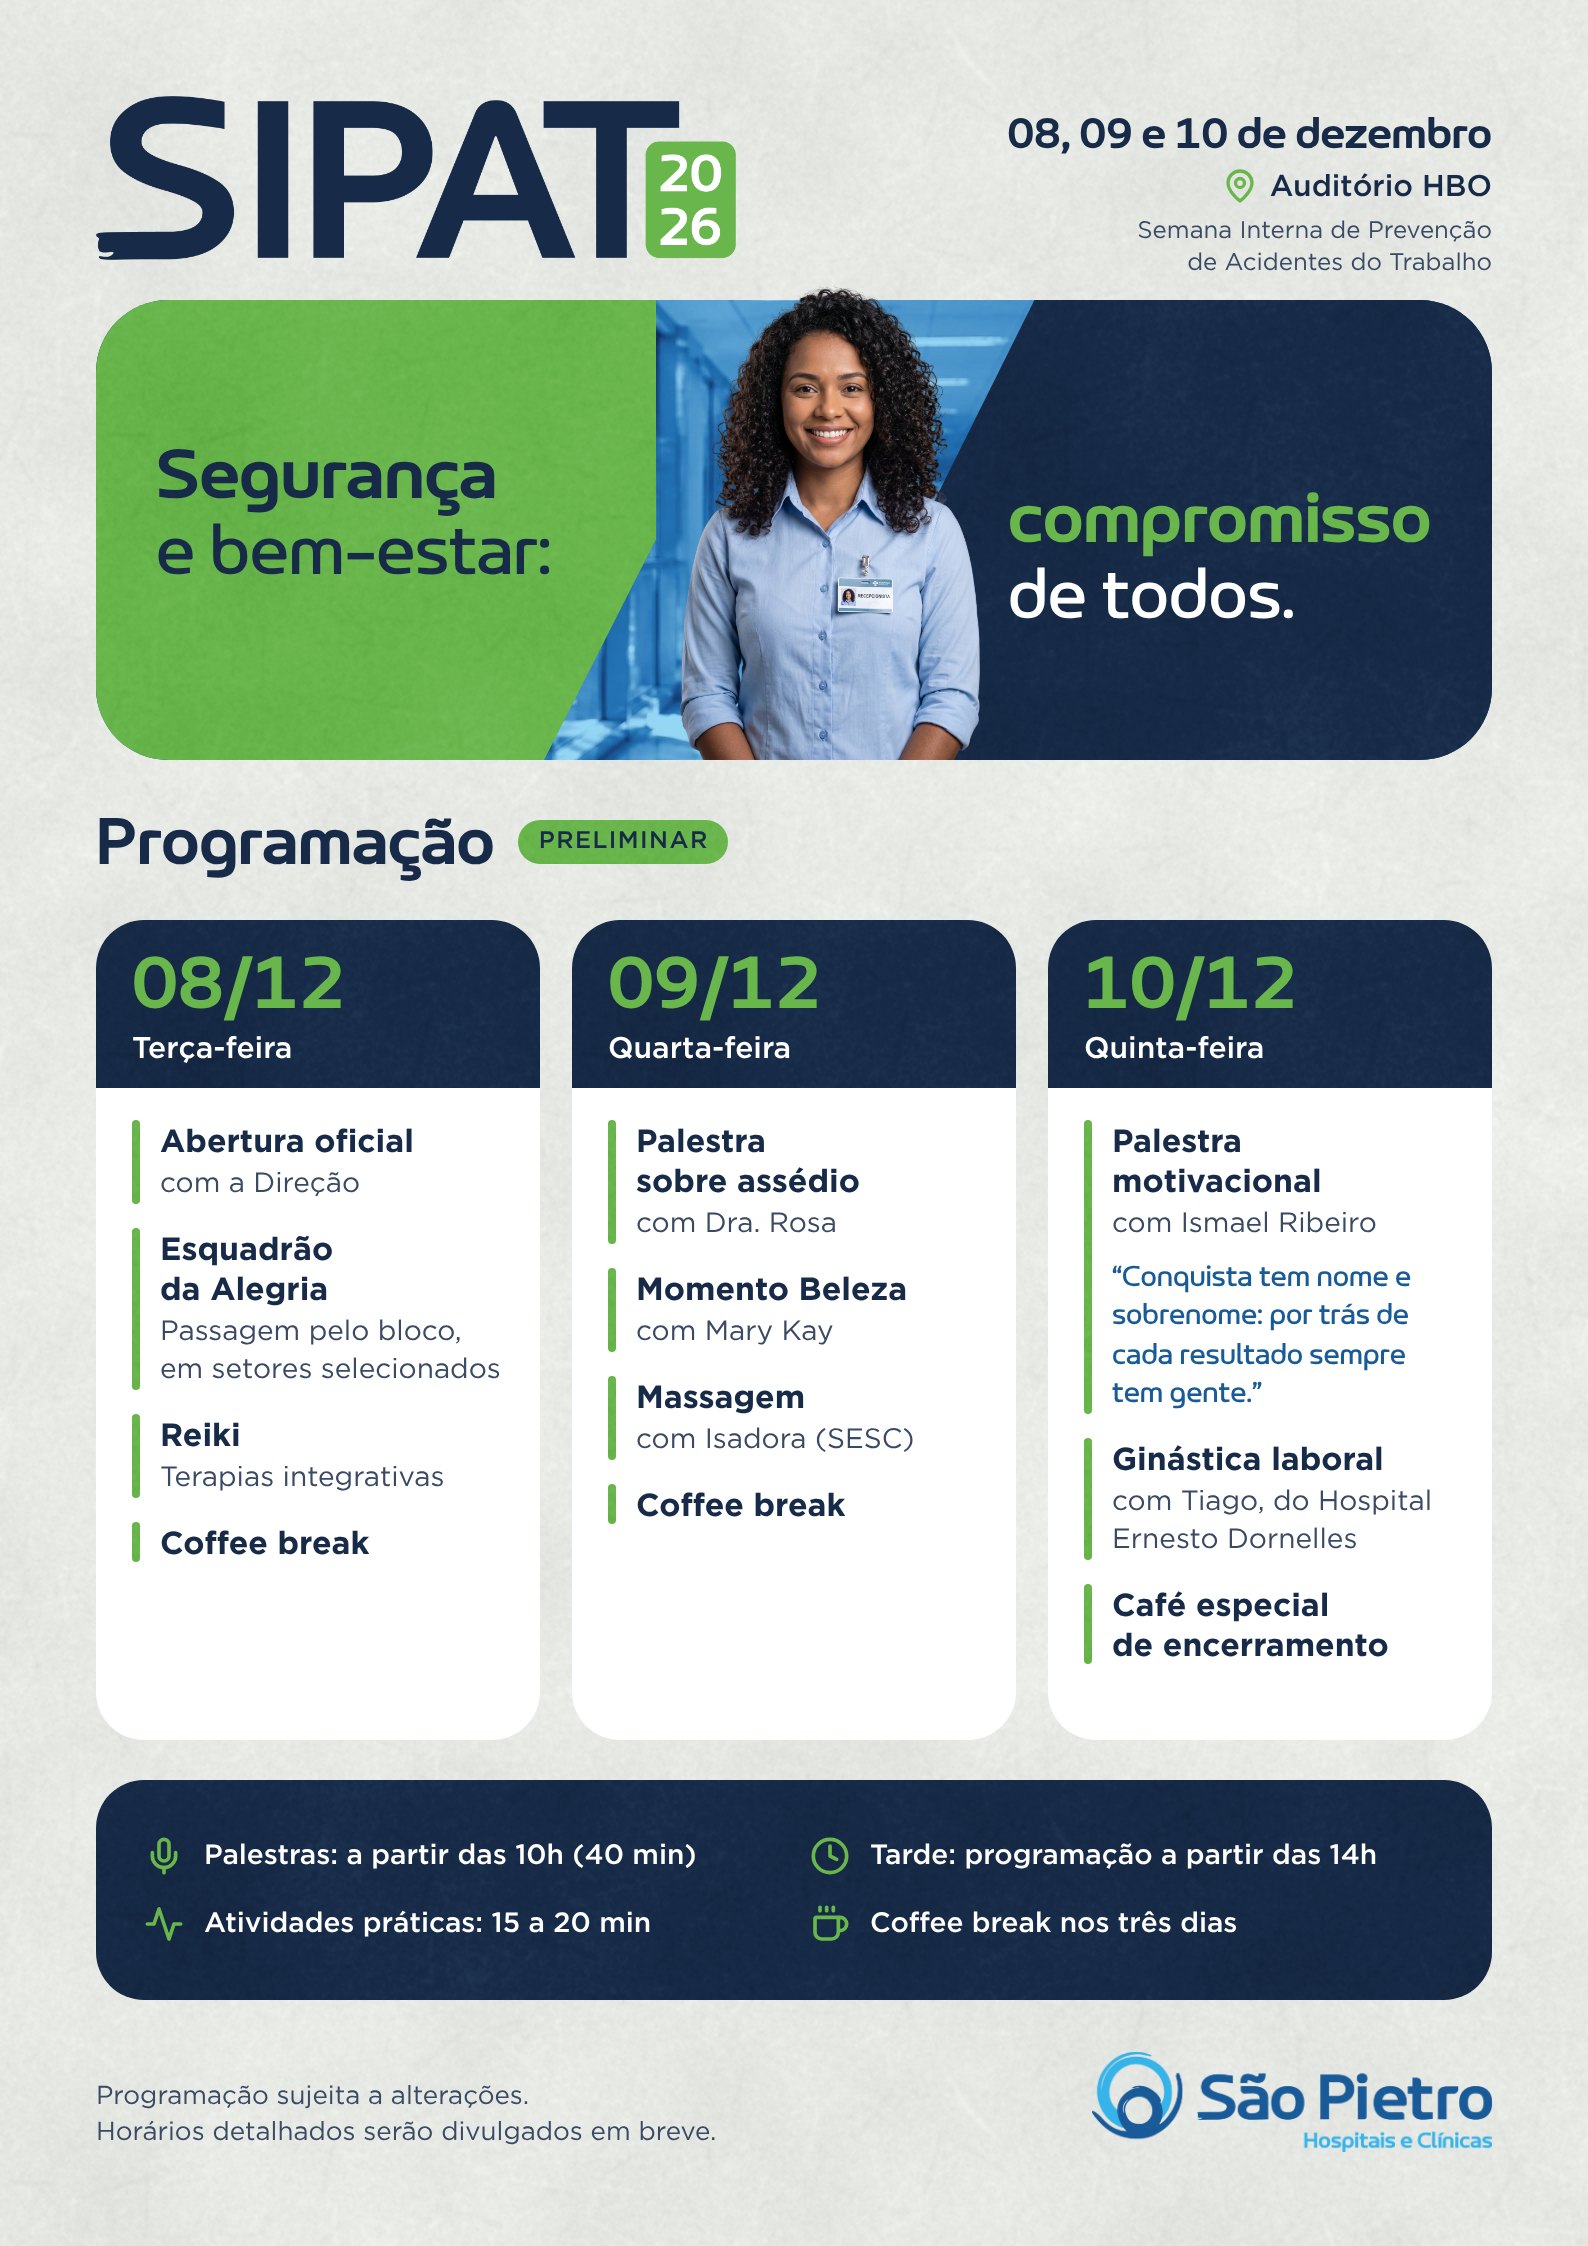 SIPAT
20
26
08, 09 e 10 de dezembro
Auditório HBO
Semana Interna de Prevenção
de Acidentes do Trabalho
Segurança
e bem-estar:
compromisso
de todos.
RECEPCIONISTA
Programação
PRELIMINAR
08/12
Terça-feira
Abertura oficial
com a Direção
Esquadrão
da Alegria
Passagem pelo bloco,
em setores selecionados
Reiki
Terapias integrativas
Coffee break
09/12
Quarta-feira
Palestra
sobre assédio
com Dra. Rosa
Momento Beleza
com Mary Kay
Massagem
com Isadora (SESC)
Coffee break
10/12
Quinta-feira
Palestra
motivacional
com Ismael Ribeiro
“Conquista tem nome e
sobrenome: por trás de
cada resultado sempre
tem gente.”
Ginástica laboral
com Tiago, do Hospital
Ernesto Dornelles
Café especial
de encerramento
Palestras: a partir das 10h (40 min)
Tarde: programação a partir das 14h
Atividades práticas: 15 a 20 min
Coffee break nos três dias
Programação sujeita a alterações.
Horários detalhados serão divulgados em breve.
São Pietro
Hospitais e Clínicas